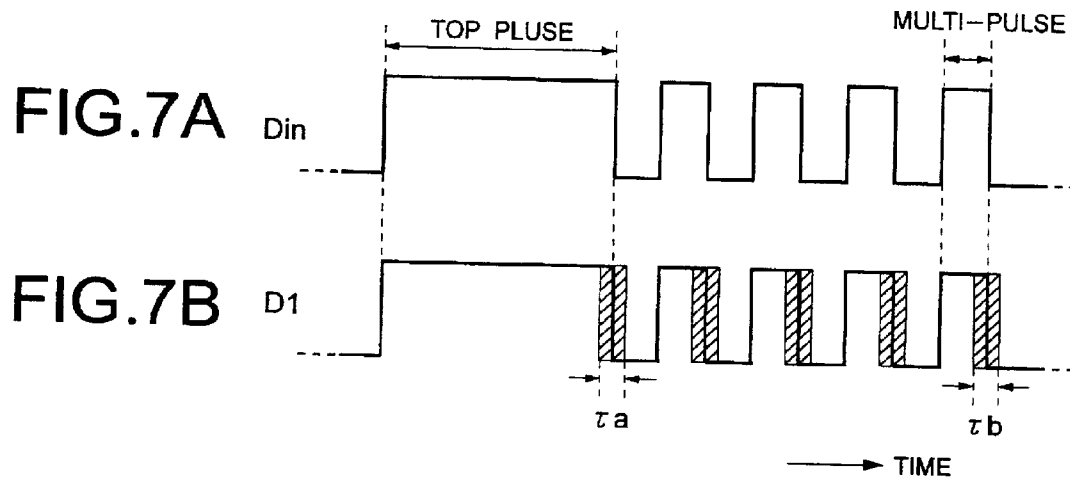 TOP PLUSE
MULTI-PULSE
FIG.7A
Din
FIG.7B
D1
τa
τb
TIME